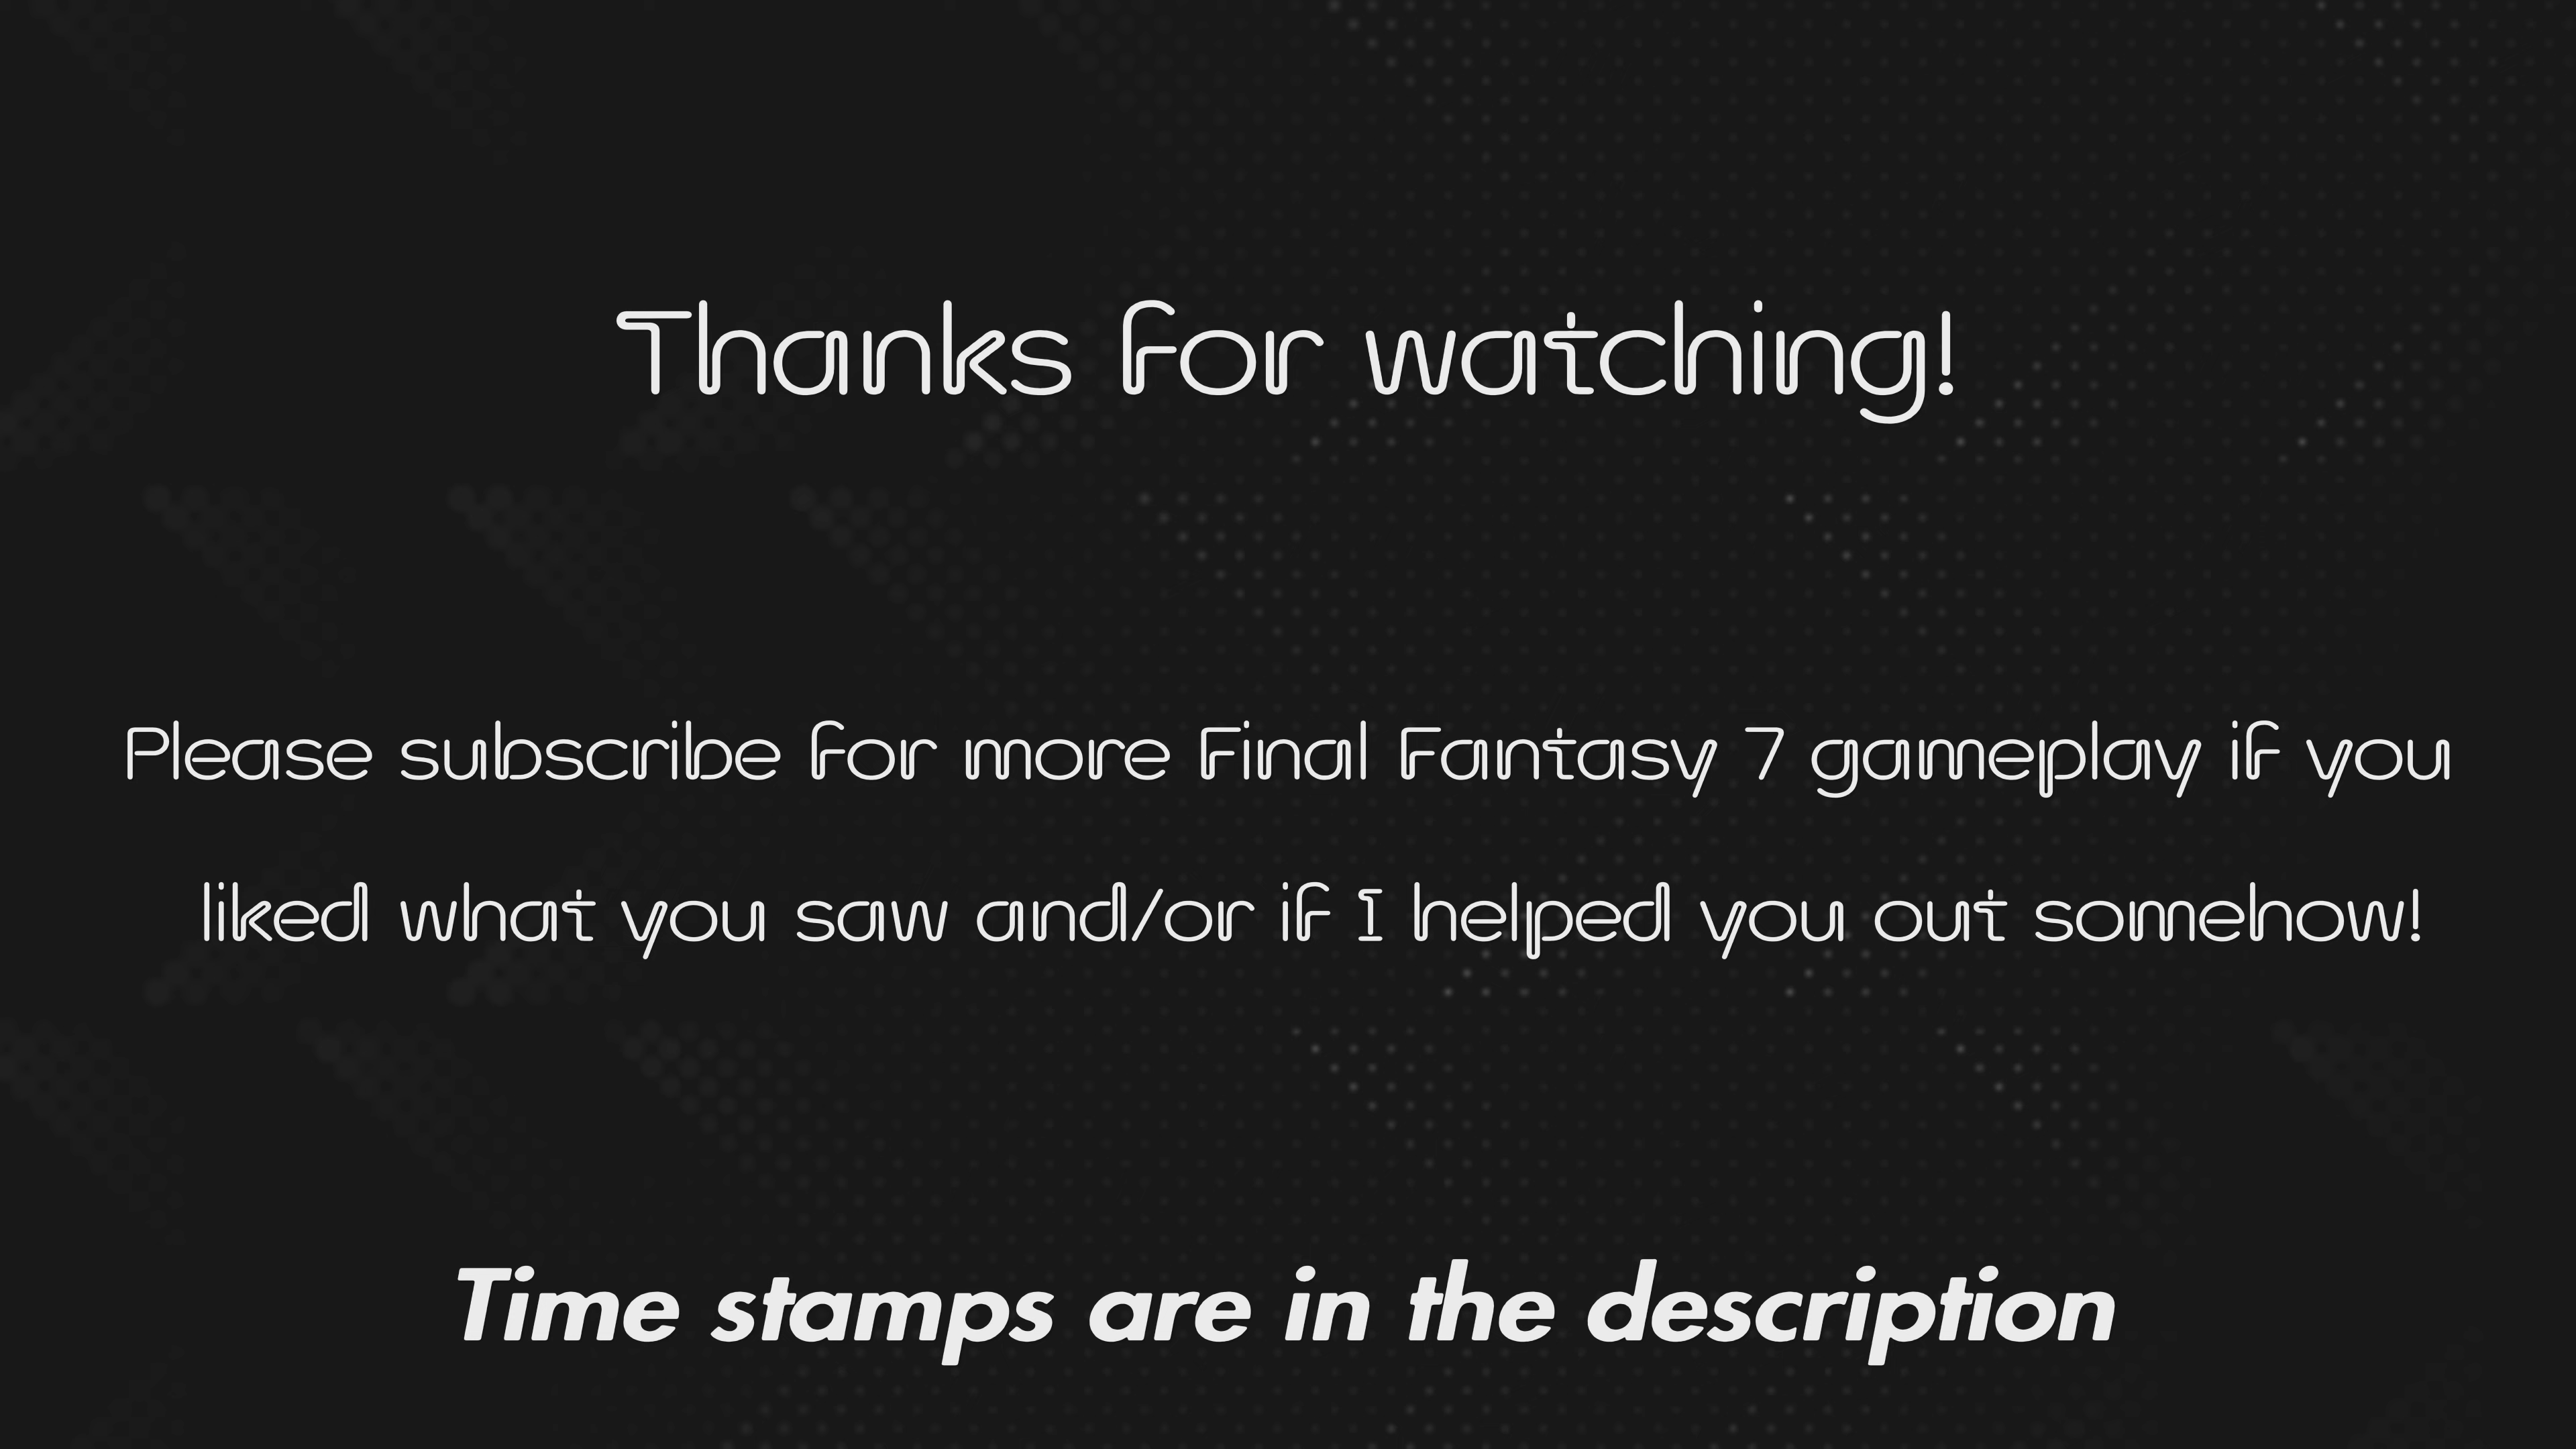 Thanks for watching!
Please subscribe for more Final Fantasy 7 gameplay if you
liked what you saw and/or if I helped you out somehow!
Time stamps are in the description